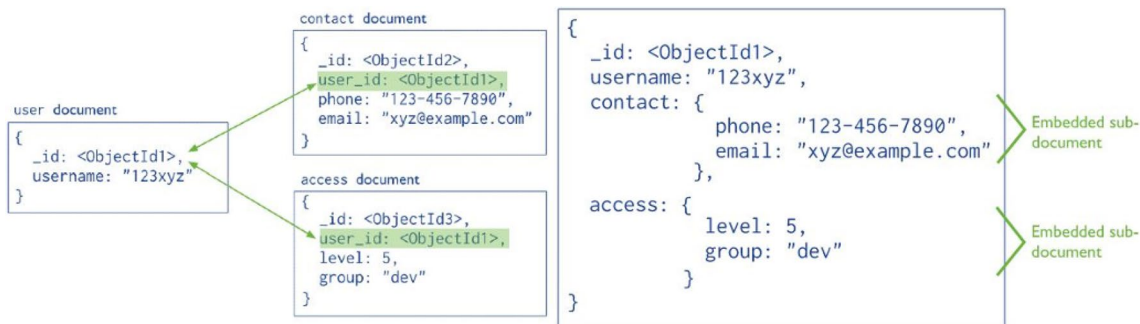 user document
{
_id: <ObjectId1>,
username: "123xyz"
}
contact document
{
_id: <ObjectId2>,
user_id: <ObjectId1>,
phone: "123-456-7890",
email: "xyz@example.com"
}
access document
{
_id: <ObjectId3>,
user_id: <ObjectId1>,
level: 5,
group: "dev"
}
{
_id: <ObjectId1>,
username: "123xyz",
contact: {
phone: "123-456-7890",
email: "xyz@example.com"
},
access: {
level: 5,
group: "dev"
}
}
Embedded sub-
document
Embedded sub-
document